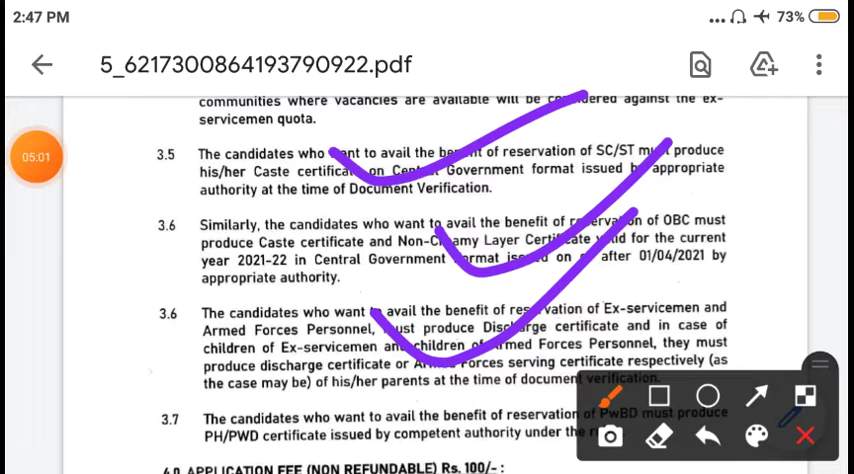 2:47 PM
73%
5_6217300864193790922.pdf
communities where vacancies are available will be considered against the ex-
servicemen quota.
05:01
3.5 The candidates who want to avail the benefit of reservation of SC/ST must produce
his/her Caste certificate on Central Government format issued by appropriate
authority at the time of Document Verification.
3.6 Similarly, the candidates who want to avail the benefit of reservation of OBC must
produce Caste certificate and Non-Creamy Layer Certificate valid for the current
year 2021-22 in Central Government format issued on or after 01/04/2021 by
appropriate authority.
3.6 The candidates who want to avail the benefit of reservation of Ex-servicemen and
Armed Forces Personnel, must produce Discharge certificate and in case of
children of Ex-servicemen and children of Armed Forces Personnel, they must
produce discharge certificate or Armed Forces serving certificate respectively (as
the case may be) of his/her parents at the time of document verification.
3.7 The candidates who want to avail the benefit of reservation of PwBD must produce
PH/PWD certificate issued by competent authority under the
4.0 APPLICATION FEE (NON REFUNDABLE) Rs. 100/- :